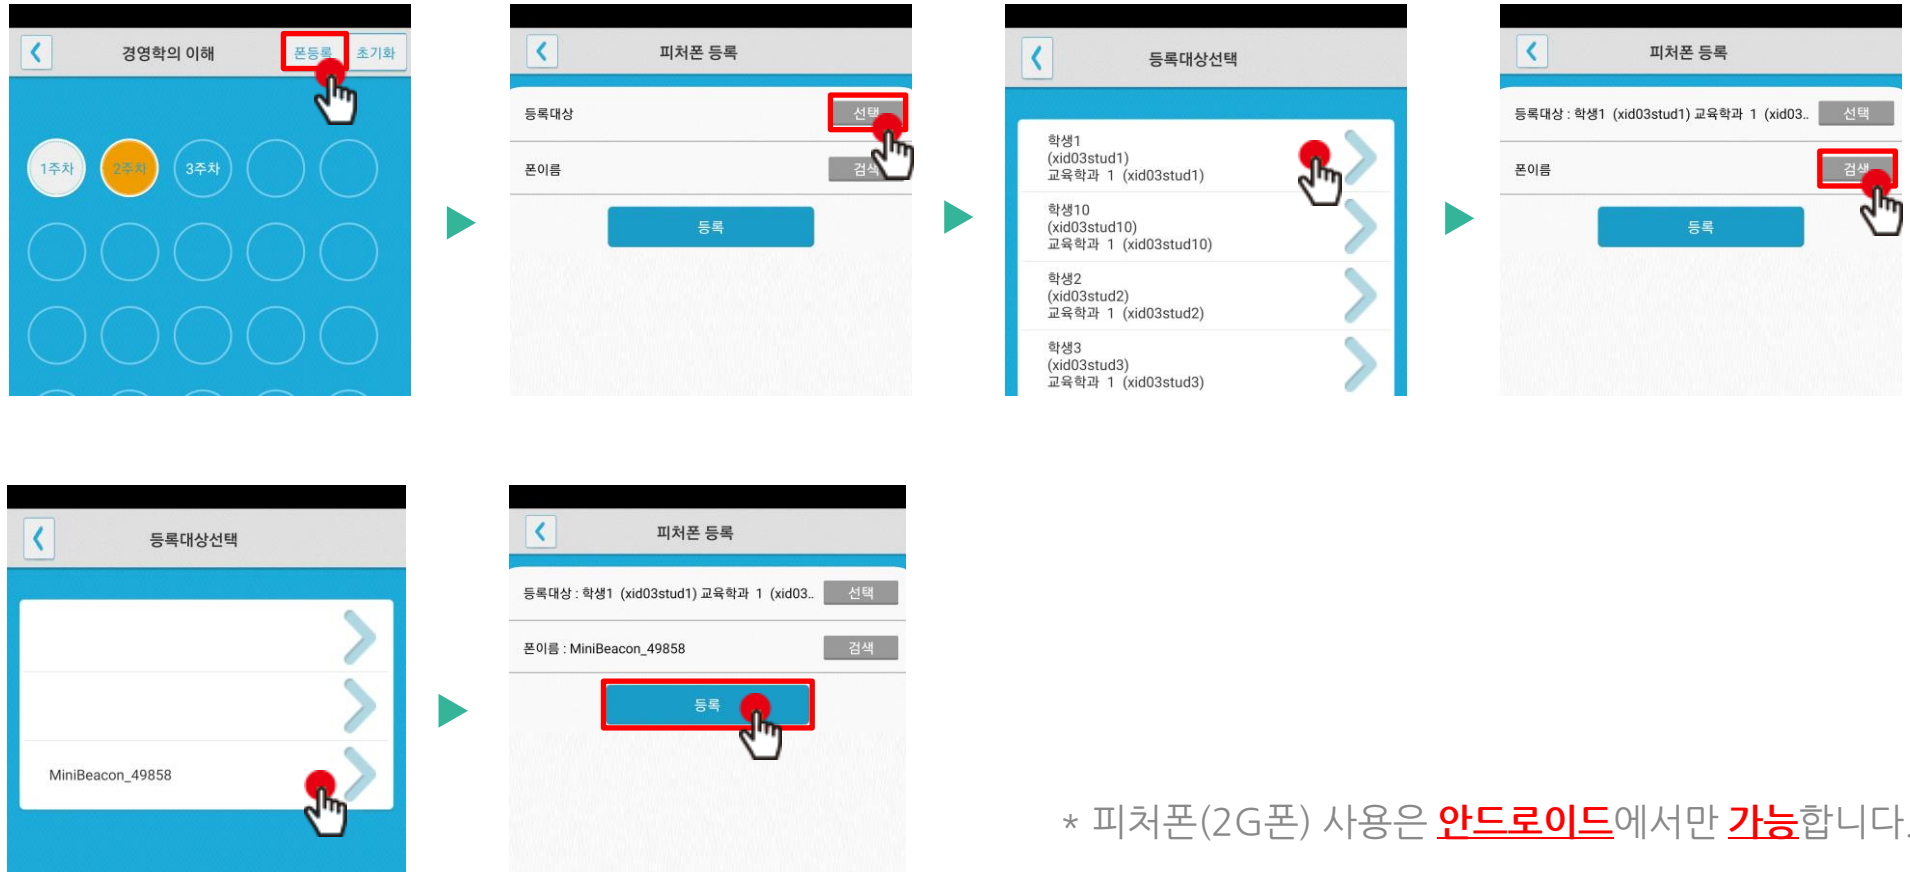 경영학의 이해
폰등록
초기화
1주차
2주차
3주차
피처폰 등록
등록대상
선택
폰이름
검색
등록
등록대상선택
학생1
(xid03stud1)
교육학과 1 (xid03stud1)
학생10
(xid03stud10)
교육학과 1 (xid03stud10)
학생2
(xid03stud2)
교육학과 1 (xid03stud2)
학생3
(xid03stud3)
교육학과 1 (xid03stud3)
피처폰 등록
등록대상 : 학생1 (xid03stud1) 교육학과 1 (xid03..
선택
폰이름
검색
등록
등록대상선택
MiniBeacon_49858
피처폰 등록
등록대상 : 학생1 (xid03stud1) 교육학과 1 (xid03..
선택
폰이름 : MiniBeacon_49858
검색
등록
* 피처폰(2G폰) 사용은 안드로이드에서만 가능합니다.